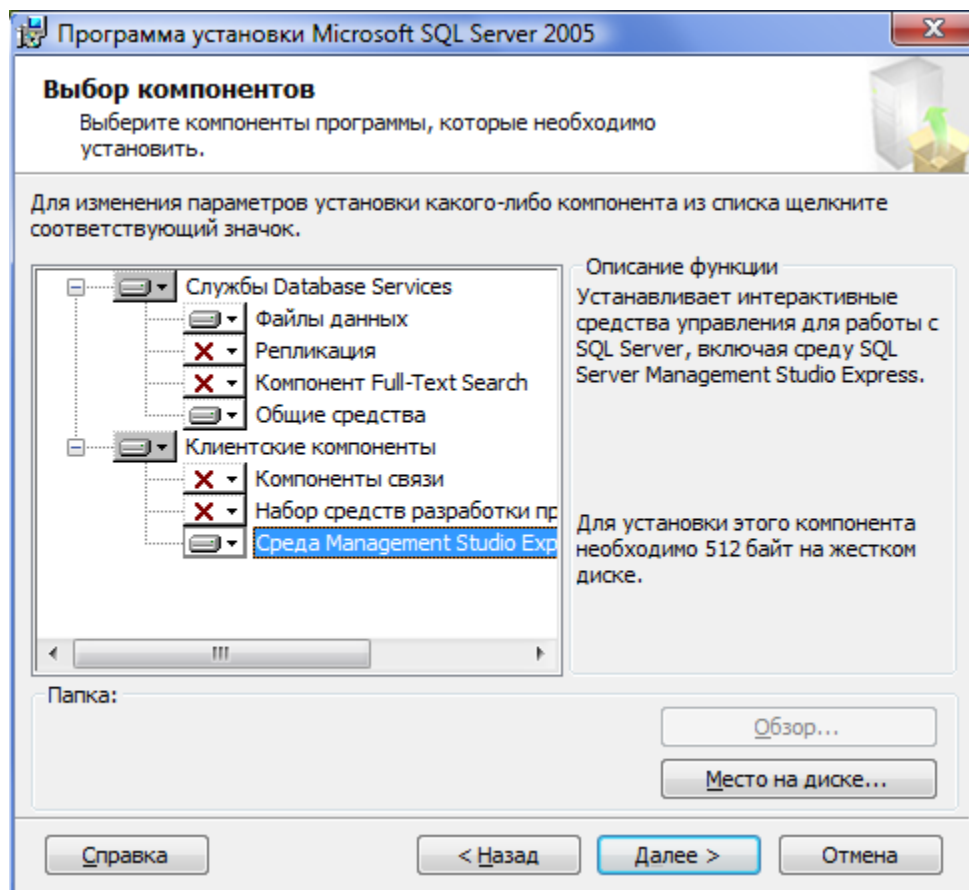 Программа установки Microsoft SQL Server 2005
Выбор компонентов
Выберите компоненты программы, которые необходимо
установить.
Для изменения параметров установки какого-либо компонента из списка щелкните
соответствующий значок.
Службы Database Services
Файлы данных
Репликация
Компонент Full-Text Search
Общие средства
Клиентские компоненты
Компоненты связи
Набор средств разработки пр
Среда Management Studio Exp
Описание функции
Устанавливает интерактивные
средства управления для работы с
SQL Server, включая среду SQL
Server Management Studio Express.
Для установки этого компонента
необходимо 512 байт на жестком
диске.
Папка:
Обзор...
Место на диске...
Справка
< Назад
Далее >
Отмена